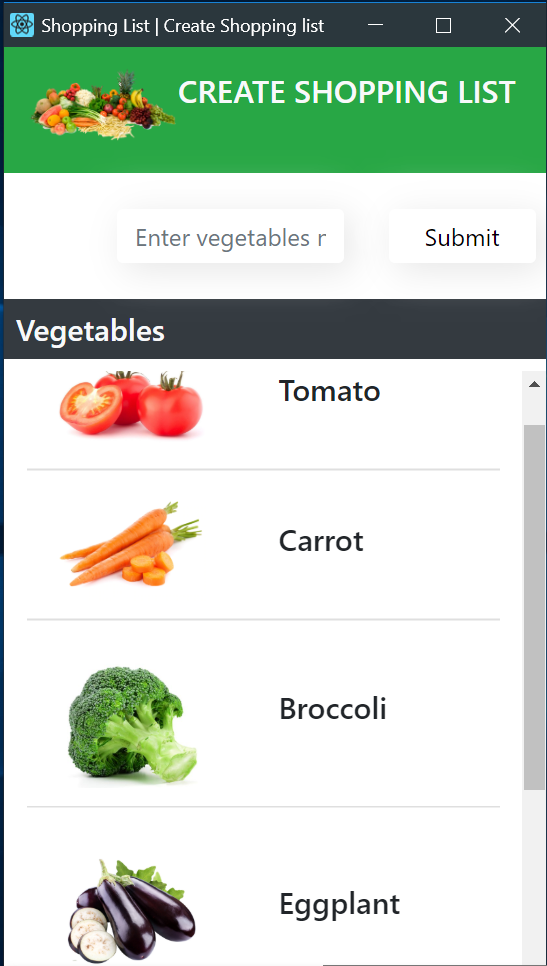 Shopping List | Create Shopping list
CREATE SHOPPING LIST
Enter vegetables r
Submit
Vegetables
Tomato
Carrot
Broccoli
Eggplant